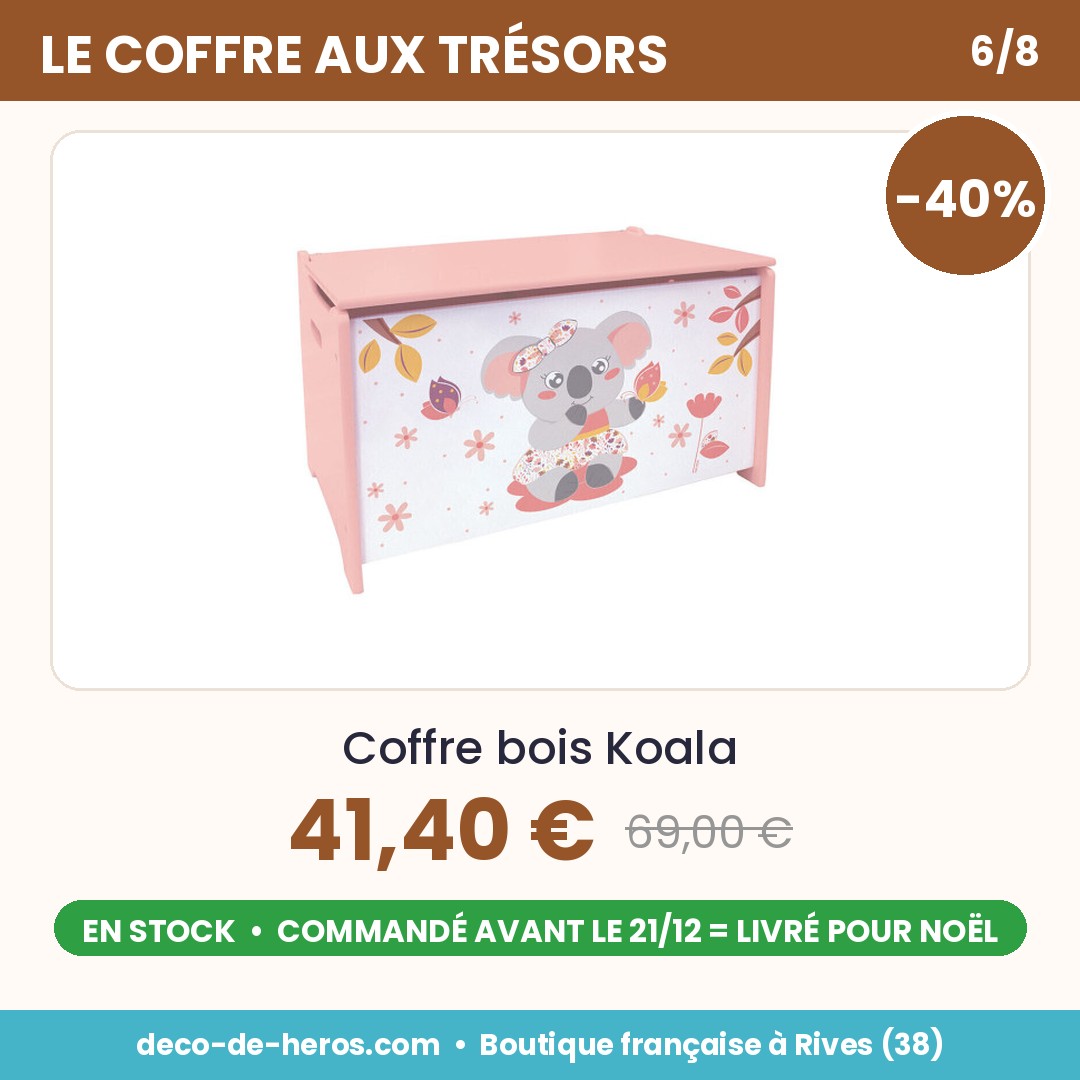 LE COFFRE AUX TRÉSORS
6/8
-40%
Coffre bois Koala
41,40 € 69,00 €
EN STOCK • COMMANDÉ AVANT LE 21/12 = LIVRÉ POUR NOËL
deco-de-heros.com • Boutique française à Rives (38)